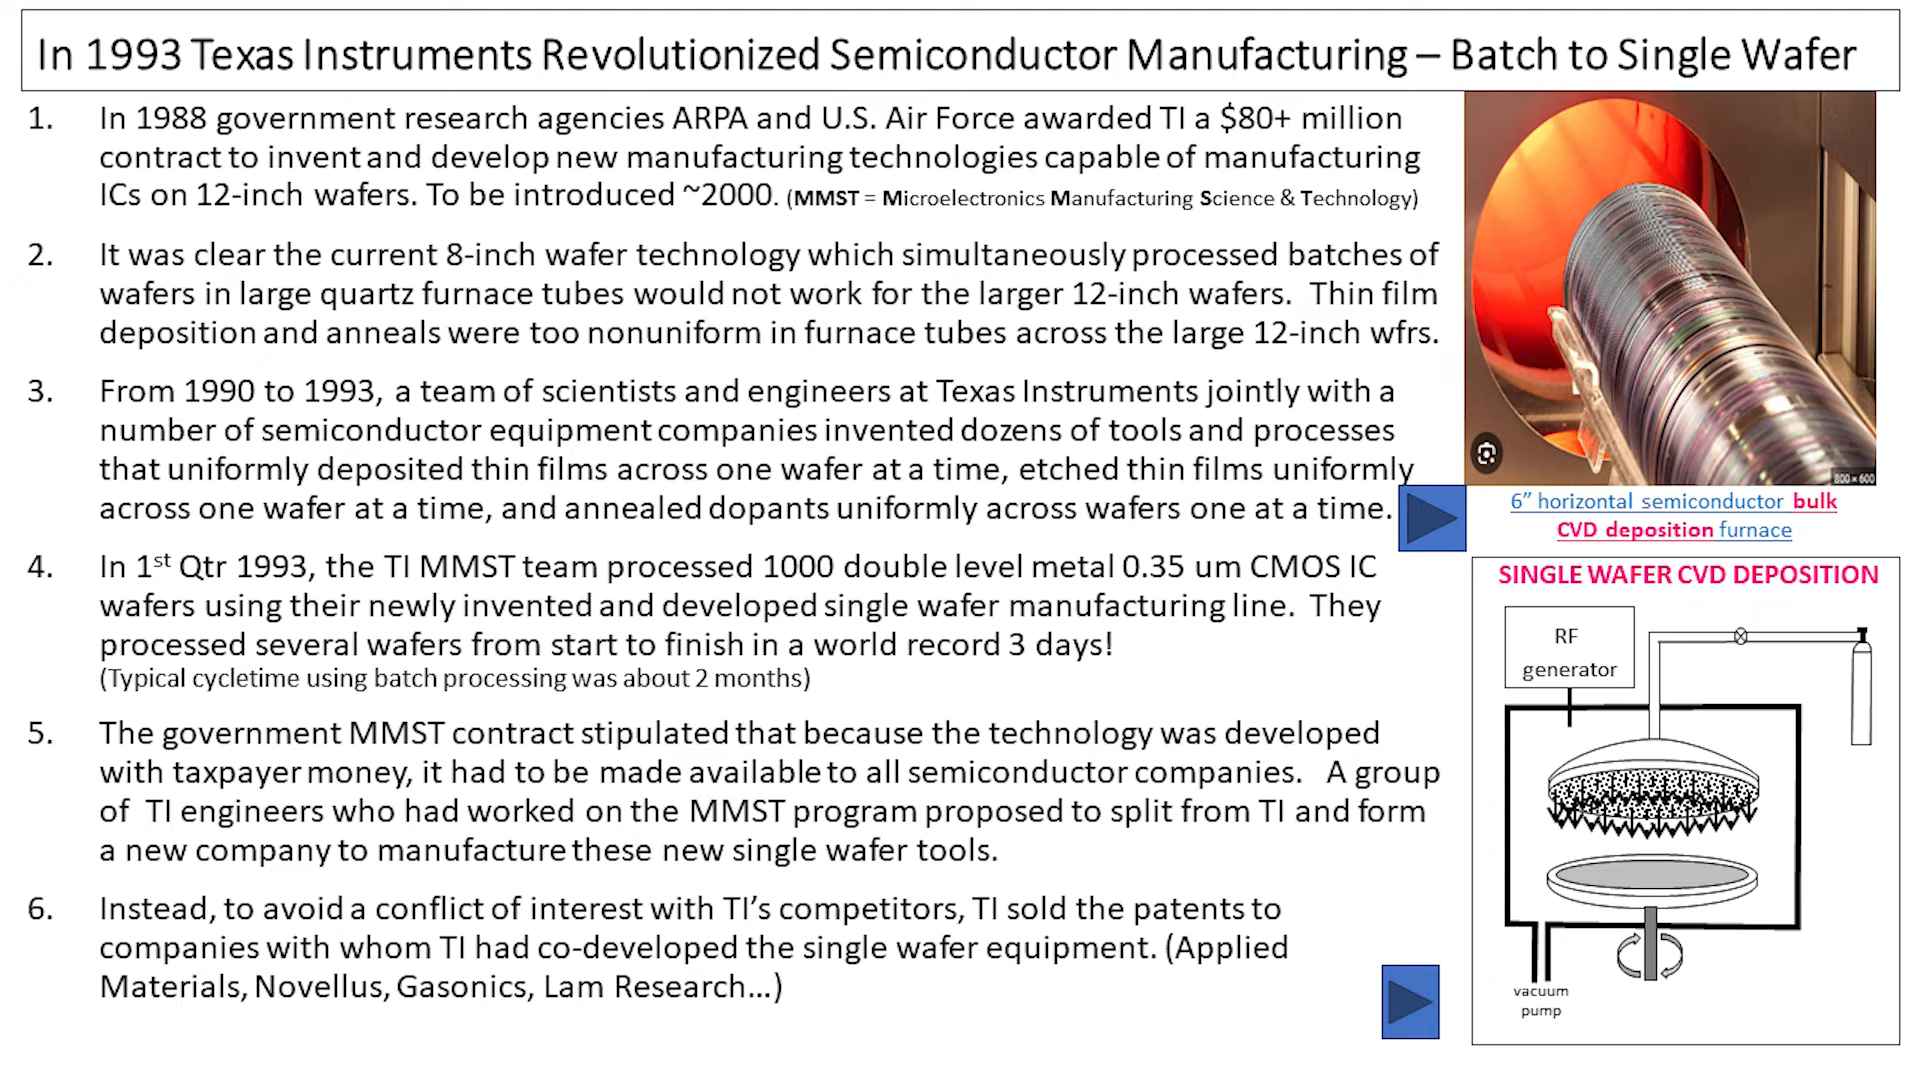 In 1993 Texas Instruments Revolutionized Semiconductor Manufacturing – Batch to Single Wafer
1. In 1988 government research agencies ARPA and U.S. Air Force awarded TI a $80+ million
contract to invent and develop new manufacturing technologies capable of manufacturing
ICs on 12-inch wafers. To be introduced ~2000. (MMST = Microelectronics Manufacturing Science & Technology)
2. It was clear the current 8-inch wafer technology which simultaneously processed batches of
wafers in large quartz furnace tubes would not work for the larger 12-inch wafers. Thin film
deposition and anneals were too nonuniform in furnace tubes across the large 12-inch wfrs.
3. From 1990 to 1993, a team of scientists and engineers at Texas Instruments jointly with a
number of semiconductor equipment companies invented dozens of tools and processes
that uniformly deposited thin films across one wafer at a time, etched thin films uniformly
across one wafer at a time, and annealed dopants uniformly across wafers one at a time.
4. In 1st Qtr 1993, the TI MMST team processed 1000 double level metal 0.35 um CMOS IC
wafers using their newly invented and developed single wafer manufacturing line. They
processed several wafers from start to finish in a world record 3 days!
(Typical cycletime using batch processing was about 2 months)
5. The government MMST contract stipulated that because the technology was developed
with taxpayer money, it had to be made available to all semiconductor companies. A group
of TI engineers who had worked on the MMST program proposed to split from TI and form
a new company to manufacture these new single wafer tools.
6. Instead, to avoid a conflict of interest with TI’s competitors, TI sold the patents to
companies with whom TI had co-developed the single wafer equipment. (Applied
Materials, Novellus, Gasonics, Lam Research…)
800 × 600
6” horizontal semiconductor bulk
CVD deposition furnace
SINGLE WAFER CVD DEPOSITION
RF
generator
vacuum
pump